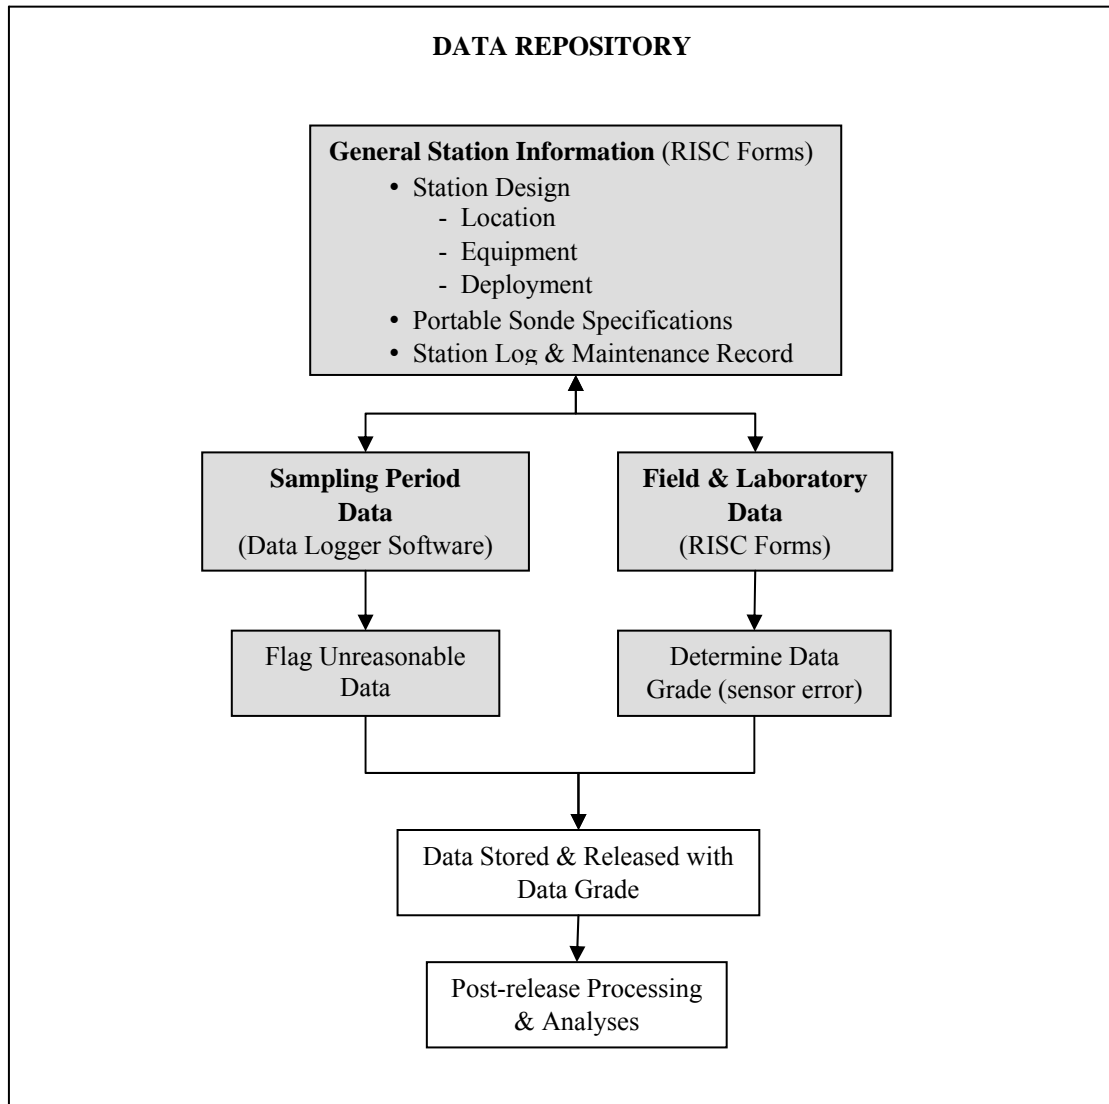 DATA REPOSITORY
General Station Information (RISC Forms)
• Station Design
- Location
- Equipment
- Deployment
• Portable Sonde Specifications
• Station Log & Maintenance Record
Sampling Period
Data
(Data Logger Software)
Field & Laboratory
Data
(RISC Forms)
Flag Unreasonable
Data
Determine Data
Grade (sensor error)
Data Stored & Released with
Data Grade
Post-release Processing
& Analyses